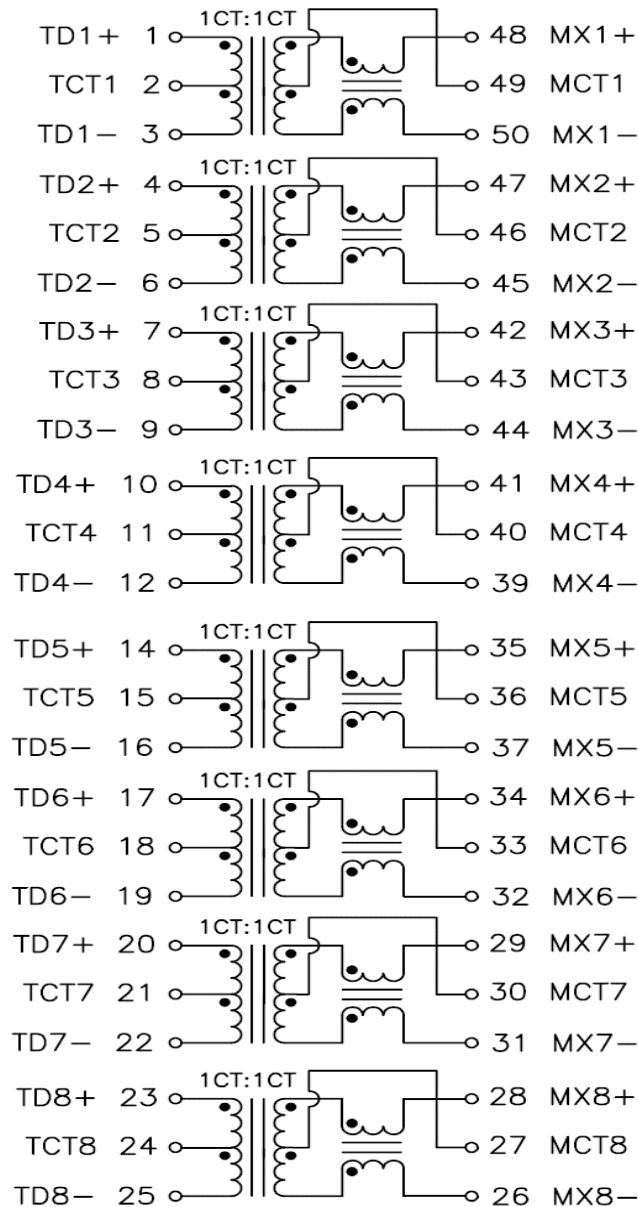 1CT:1CT
TD1+ 1 48 MX1+
TCT1 2 49 MCT1
TD1− 3 50 MX1−
1CT:1CT
TD2+ 4 47 MX2+
TCT2 5 46 MCT2
TD2− 6 45 MX2−
1CT:1CT
TD3+ 7 42 MX3+
TCT3 8 43 MCT3
TD3− 9 44 MX3−
1CT:1CT
TD4+ 10 41 MX4+
TCT4 11 40 MCT4
TD4− 12 39 MX4−
1CT:1CT
TD5+ 14 35 MX5+
TCT5 15 36 MCT5
TD5− 16 37 MX5−
1CT:1CT
TD6+ 17 34 MX6+
TCT6 18 33 MCT6
TD6− 19 32 MX6−
1CT:1CT
TD7+ 20 29 MX7+
TCT7 21 30 MCT7
TD7− 22 31 MX7−
1CT:1CT
TD8+ 23 28 MX8+
TCT8 24 27 MCT8
TD8− 25 26 MX8−